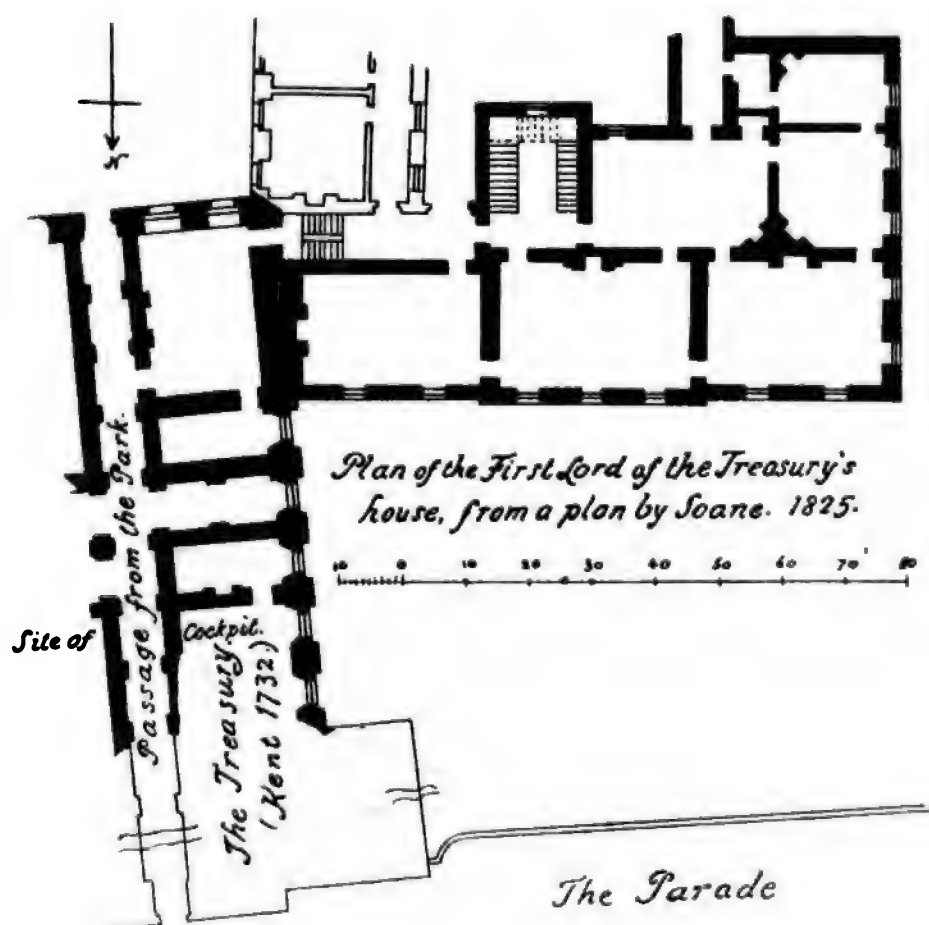 N
Plan of the First Lord of the Treasury's
house, from a plan by Soane. 1825.
10 0 10 20 30 40 50 60 70 80
Passage from the Park.
Site of Cockpit.
The Treasury.
(Kent 1732)
The Parade